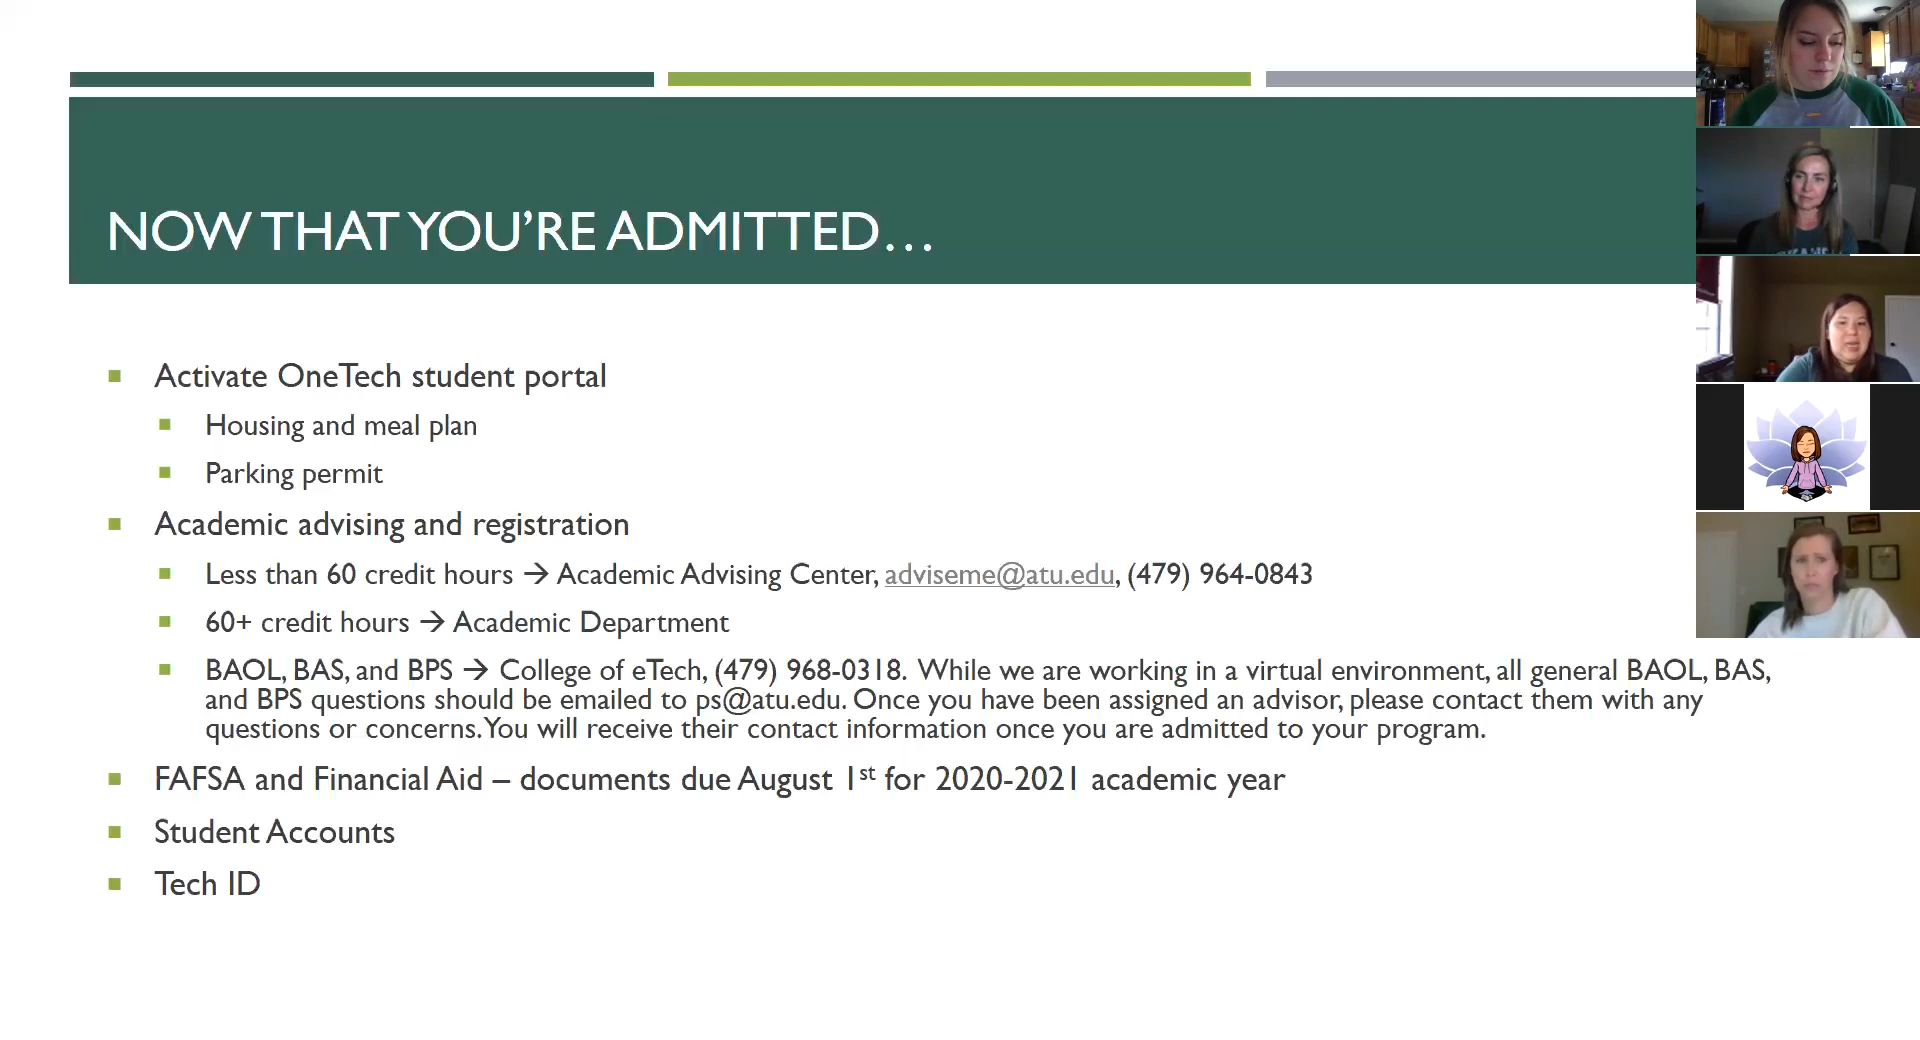 NOW THAT YOU’RE ADMITTED…
Activate OneTech student portal
Housing and meal plan
Parking permit
Academic advising and registration
Less than 60 credit hours → Academic Advising Center, adviseme@atu.edu, (479) 964-0843
60+ credit hours → Academic Department
BAOL, BAS, and BPS → College of eTech, (479) 968-0318. While we are working in a virtual environment, all general BAOL, BAS,
and BPS questions should be emailed to ps@atu.edu. Once you have been assigned an advisor, please contact them with any
questions or concerns. You will receive their contact information once you are admitted to your program.
FAFSA and Financial Aid – documents due August 1st for 2020-2021 academic year
Student Accounts
Tech ID